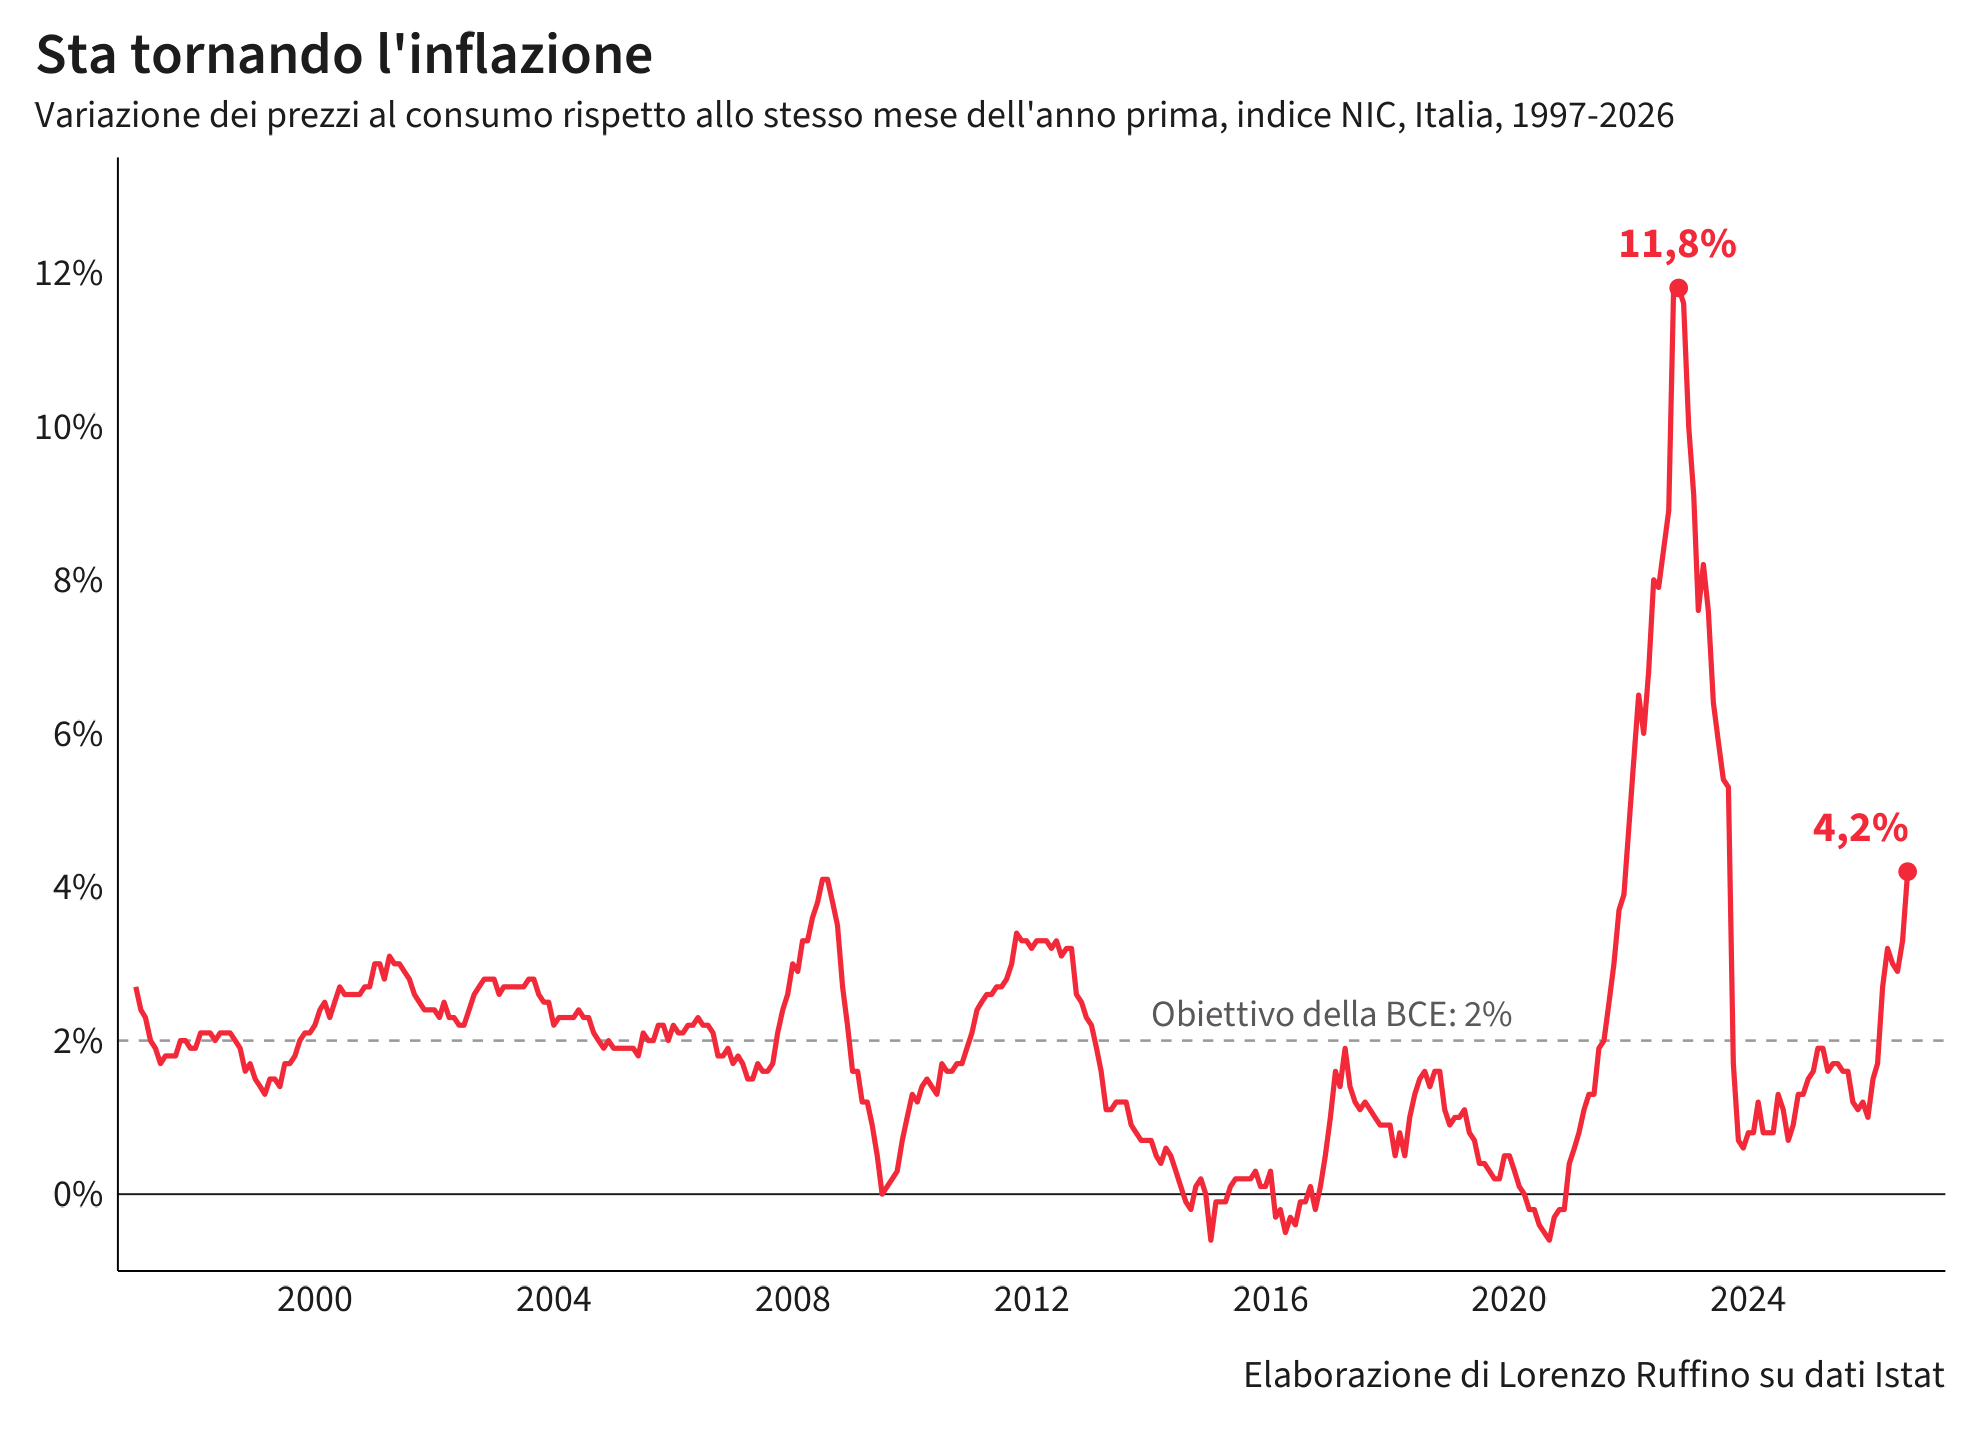 Sta tornando l'inflazione
Variazione dei prezzi al consumo rispetto allo stesso mese dell'anno prima, indice NIC, Italia, 1997-2026
11,8%
12%
10%
8%
6%
4,2%
4%
Obiettivo della BCE: 2%
2%
0%
2000 2004 2008 2012 2016 2020 2024
Elaborazione di Lorenzo Ruffino su dati Istat